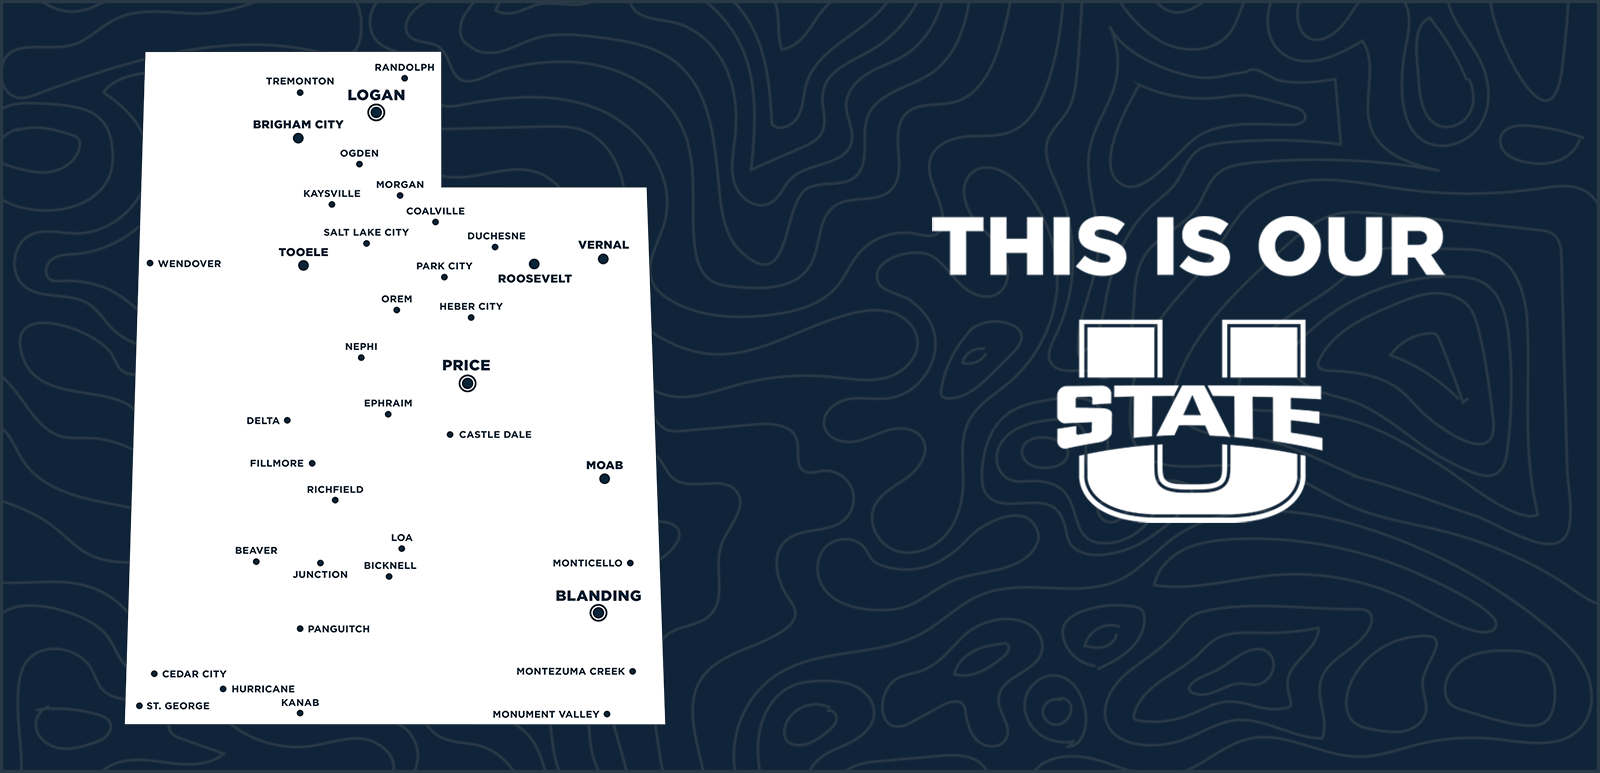 RANDOLPH
TREMONTON
LOGAN
BRIGHAM CITY
OGDEN
MORGAN
KAYSVILLE
COALVILLE
SALT LAKE CITY
DUCHESNE
VERNAL
TOOELE
WENDOVER
PARK CITY
ROOSEVELT
OREM
HEBER CITY
NEPHI
PRICE
EPHRAIM
DELTA
CASTLE DALE
FILLMORE
MOAB
RICHFIELD
LOA
BEAVER
MONTICELLO
BICKNELL
JUNCTION
BLANDING
PANGUITCH
MONTEZUMA CREEK
CEDAR CITY
HURRICANE
KANAB
ST. GEORGE
MONUMENT VALLEY
THIS IS OUR
U
STATE